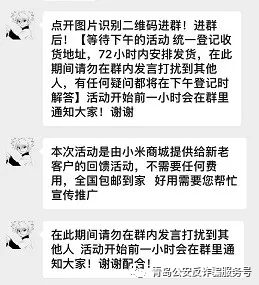 点开图片识别二维码进群！进群
后！【等待下午的活动 统一登记收
货地址，72小时内安排发货，在此
期间请勿在群内发言打扰到其他
人，有任何疑问都将在下午登记时
解答】活动开始前一小时会在群里
通知大家！谢谢
本次活动是由小米商城提供给新老
客户的回馈活动，不需要任何费
用，全国包邮到家  好用需要您帮忙
宣传推广
在此期间请勿在群内发言打扰到其
他人  活动开始前一小时会在群里通
知大家！谢谢配合！
青岛公安反诈骗服务号